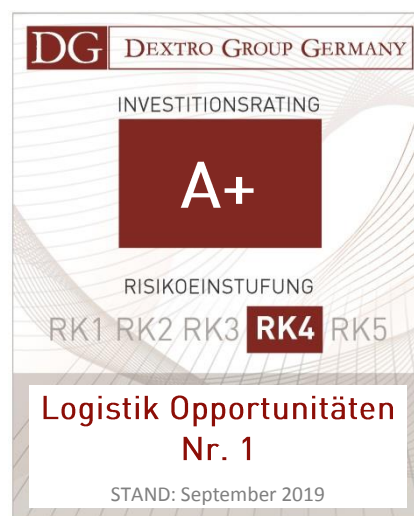 DG DEXTRO GROUP GERMANY
INVESTITIONSRATING
A+
RISIKOEINSTUFUNG
RK1 RK2 RK3 RK4 RK5
Logistik Opportunitäten
Nr. 1
STAND: September 2019